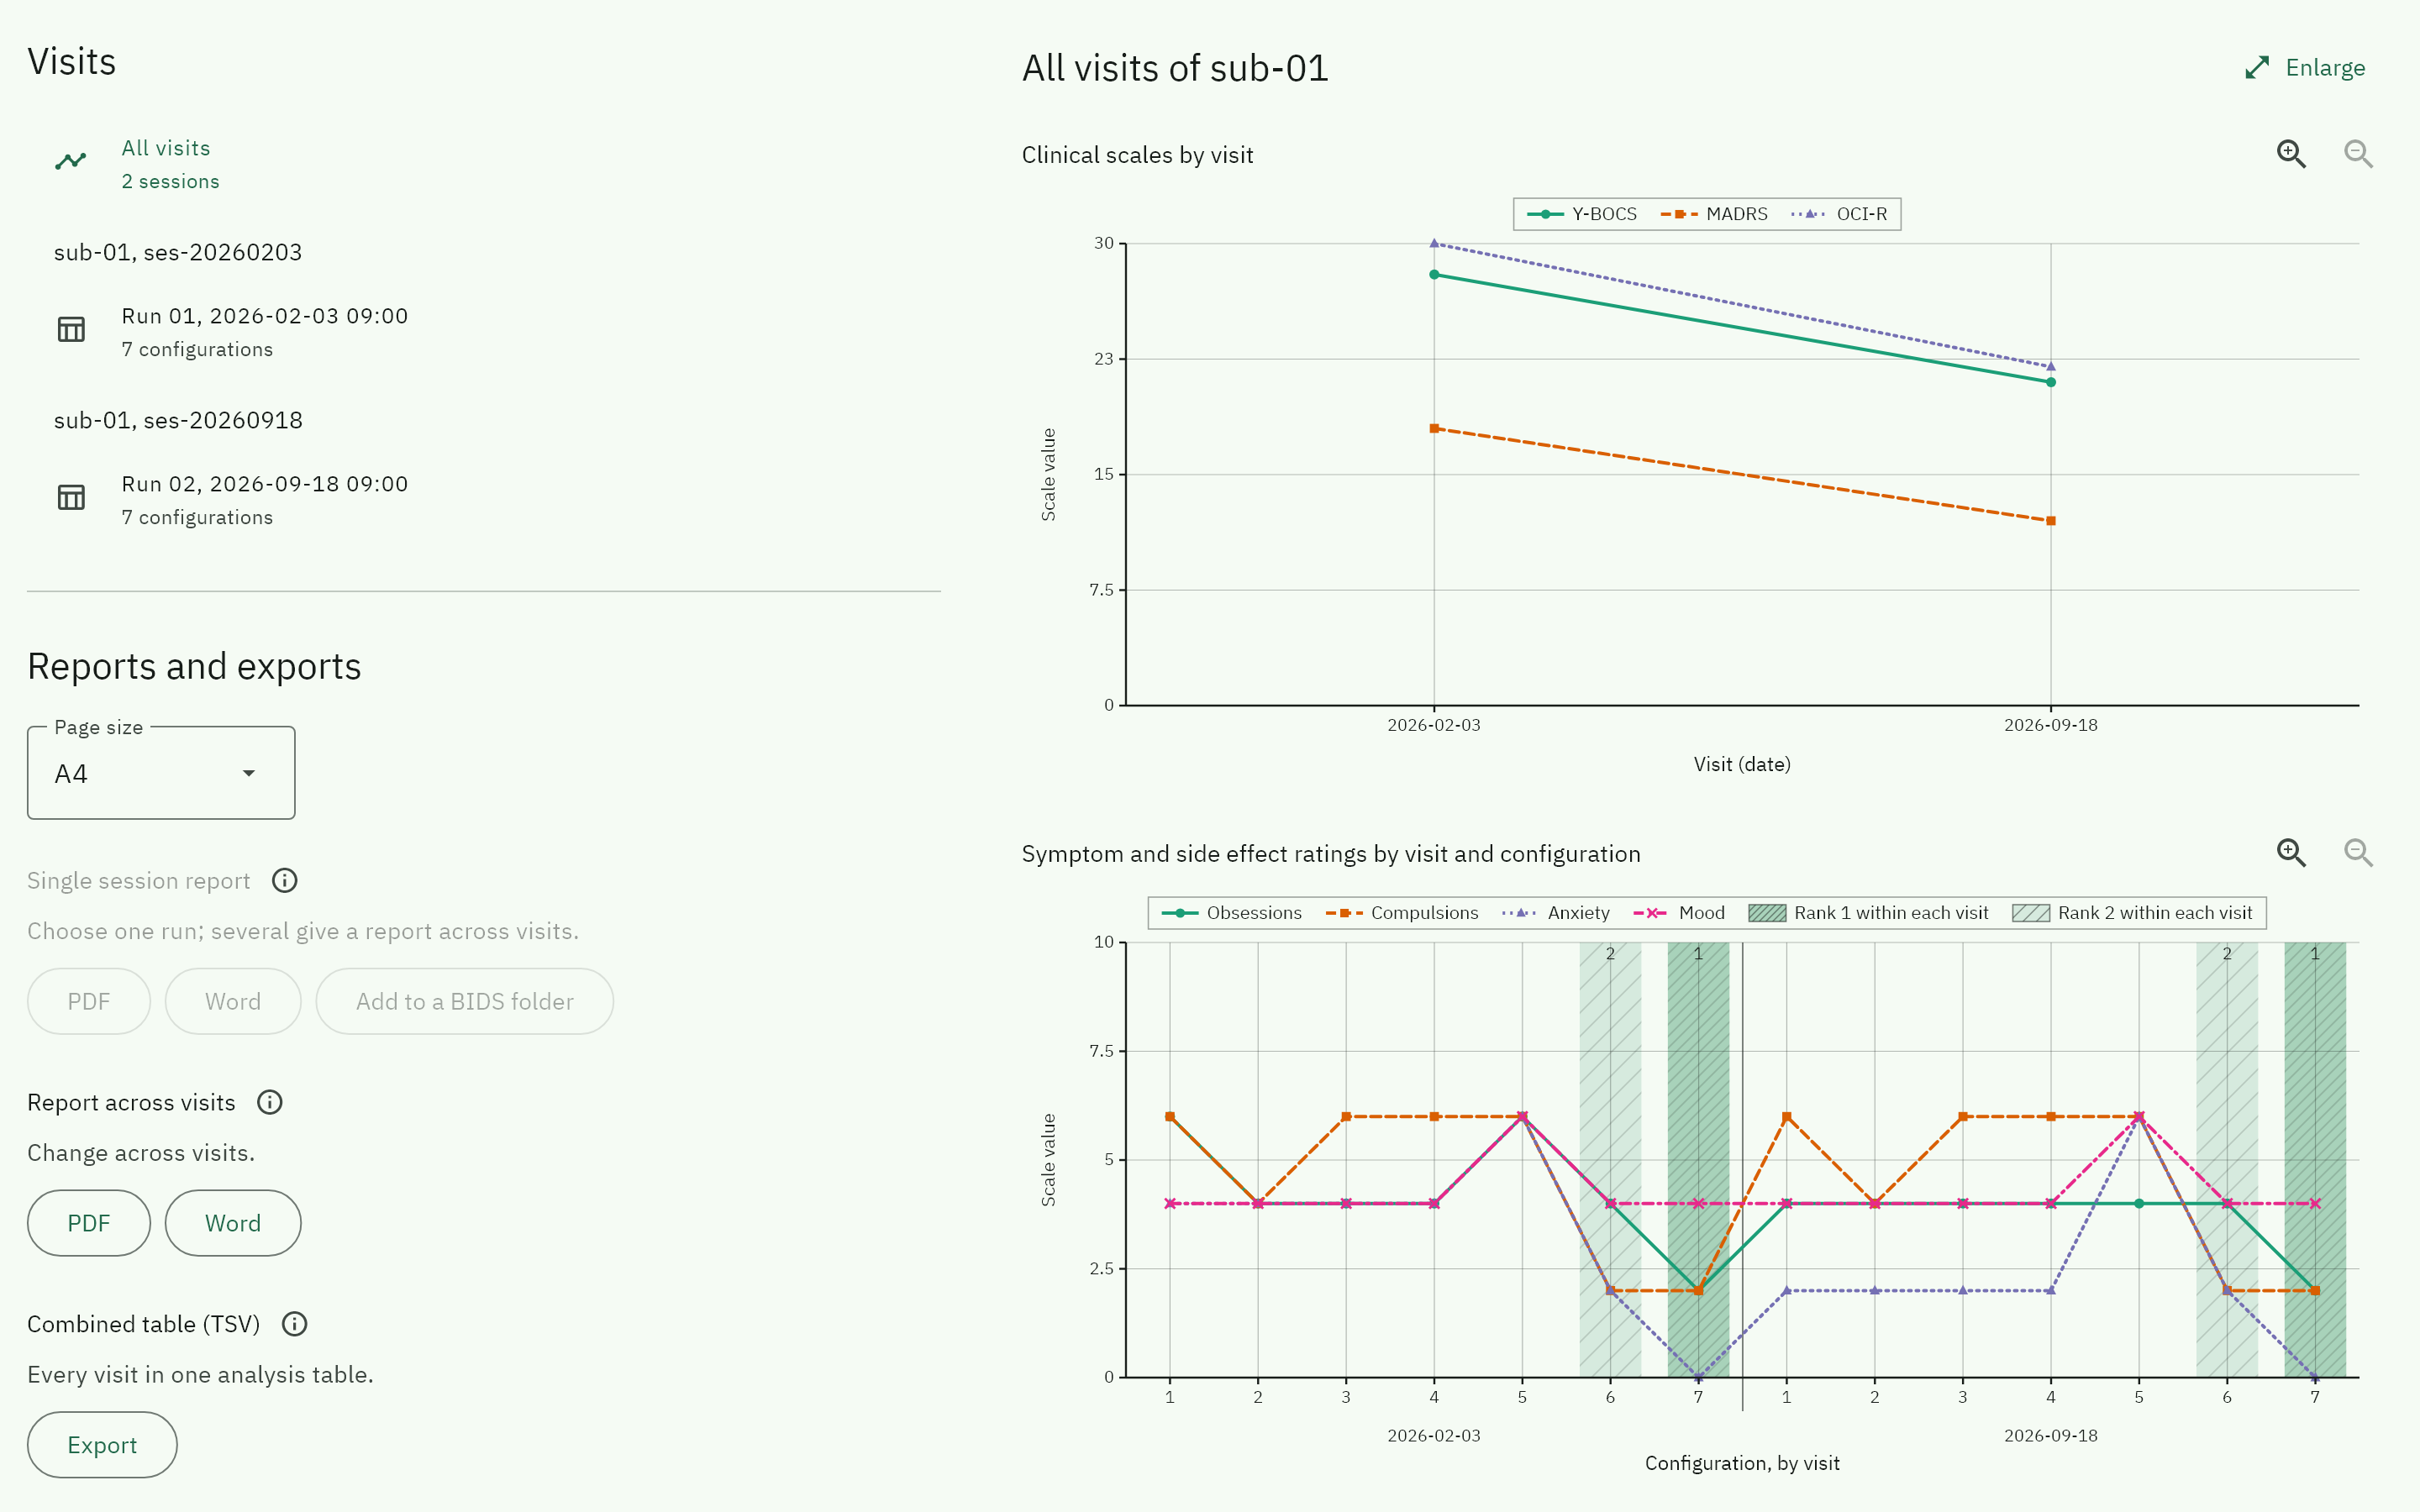 Visits
All visits
2 sessions
sub-01, ses-20260203
Run 01, 2026-02-03 09:00
7 configurations
sub-01, ses-20260918
Run 02, 2026-09-18 09:00
7 configurations
Reports and exports
Page size
A4
Single session report
Choose one run; several give a report across visits.
PDF Word Add to a BIDS folder
Report across visits
Change across visits.
PDF Word
Combined table (TSV)
Every visit in one analysis table.
Export
All visits of sub-01
Enlarge
Clinical scales by visit
Y-BOCS MADRS OCI-R
30
23
15
7.5
0
Scale value
2026-02-03 2026-09-18
Visit (date)
Symptom and side effect ratings by visit and configuration
Obsessions Compulsions Anxiety Mood Rank 1 within each visit Rank 2 within each visit
2 1 2 1
10
7.5
5
2.5
0
Scale value
1 2 3 4 5 6 7 1 2 3 4 5 6 7
2026-02-03 2026-09-18
Configuration, by visit